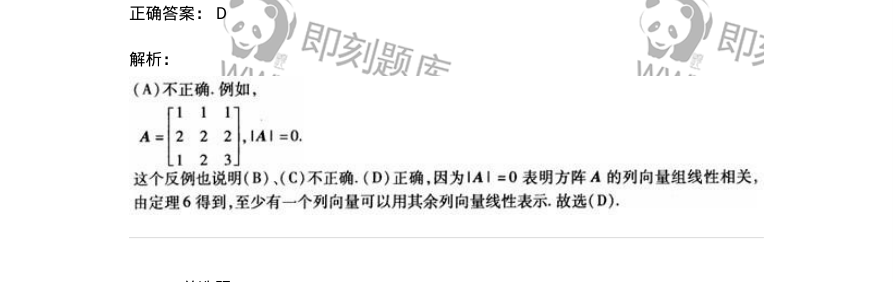 正确答案： D
即刻题库
即
解析：
(A)不正确.例如,
A = [1 1 1
2 2 2
1 2 3], |A| = 0.
这个反例也说明(B)、(C)不正确.(D)正确,因为|A| = 0 表明方阵 A 的列向量组线性相关,
由定理6得到,至少有一个列向量可以用其余列向量线性表示.故选(D).